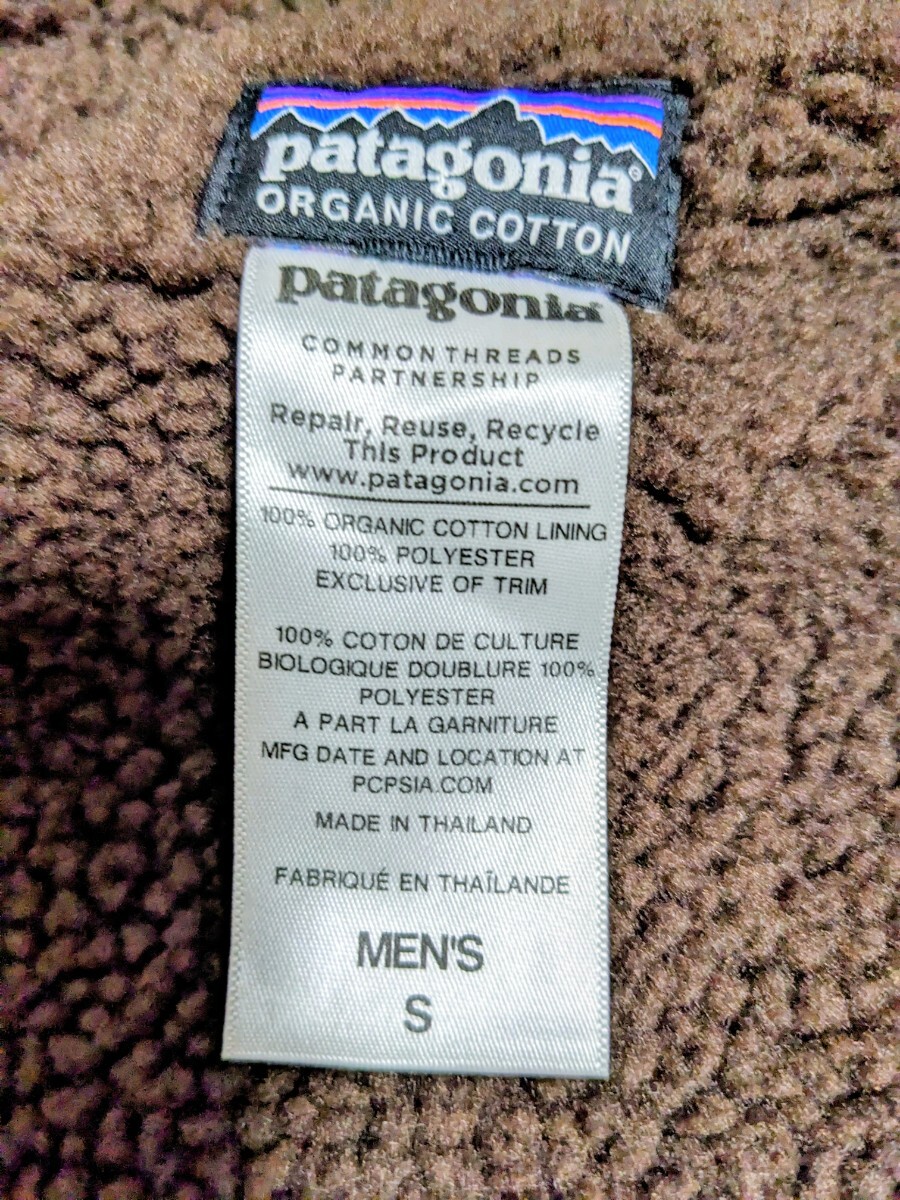 patagonia®
ORGANIC COTTON
patagonia
COMMON THREADS
PARTNERSHIP
Repair, Reuse, Recycle
This Product
www.patagonia.com
100% ORGANIC COTTON LINING
100% POLYESTER
EXCLUSIVE OF TRIM
100% COTON DE CULTURE
BIOLOGIQUE DOUBLURE 100%
POLYESTER
A PART LA GARNITURE
MFG DATE AND LOCATION AT
PCPSIA.COM
MADE IN THAILAND
FABRIQUÉ EN THAÏLANDE
MEN'S
S